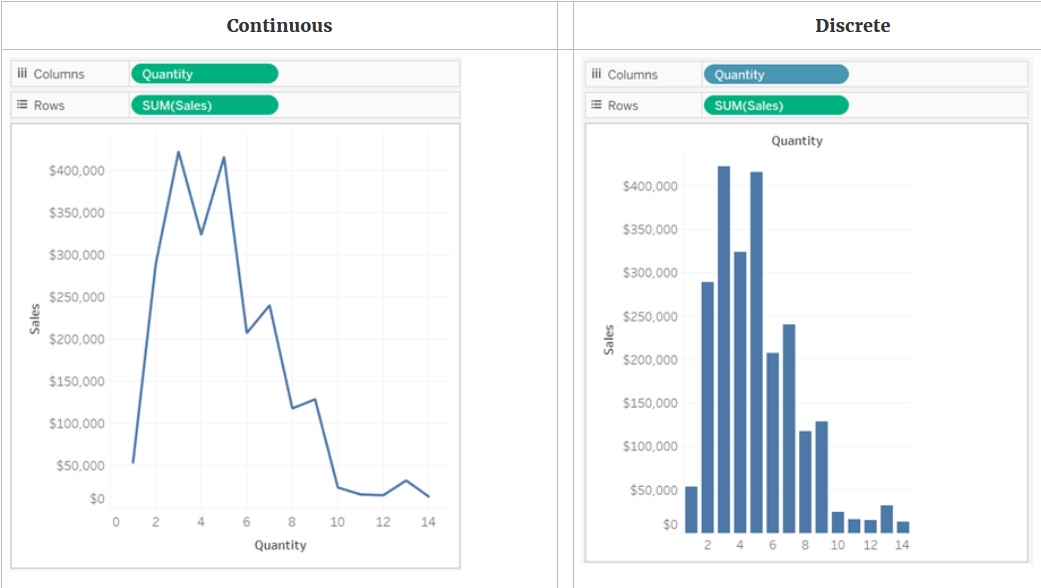 Continuous
Columns Quantity
Rows SUM(Sales)
$400,000
$350,000
$300,000
$250,000
$200,000
$150,000
$100,000
$50,000
$0
Sales
0 2 4 6 8 10 12 14
Quantity
Discrete
Columns Quantity
Rows SUM(Sales)
Quantity
$400,000
$350,000
$300,000
$250,000
$200,000
$150,000
$100,000
$50,000
$0
Sales
2 4 6 8 10 12 14